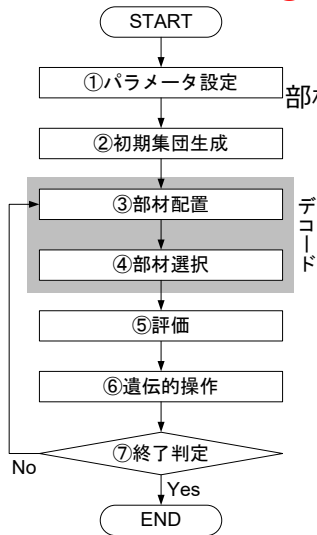 START
①パラメータ設定
部
②初期集団生成
③部材配置
④部材選択
デコード
⑤評価
⑥遺伝的操作
⑦終了判定
No
Yes
END